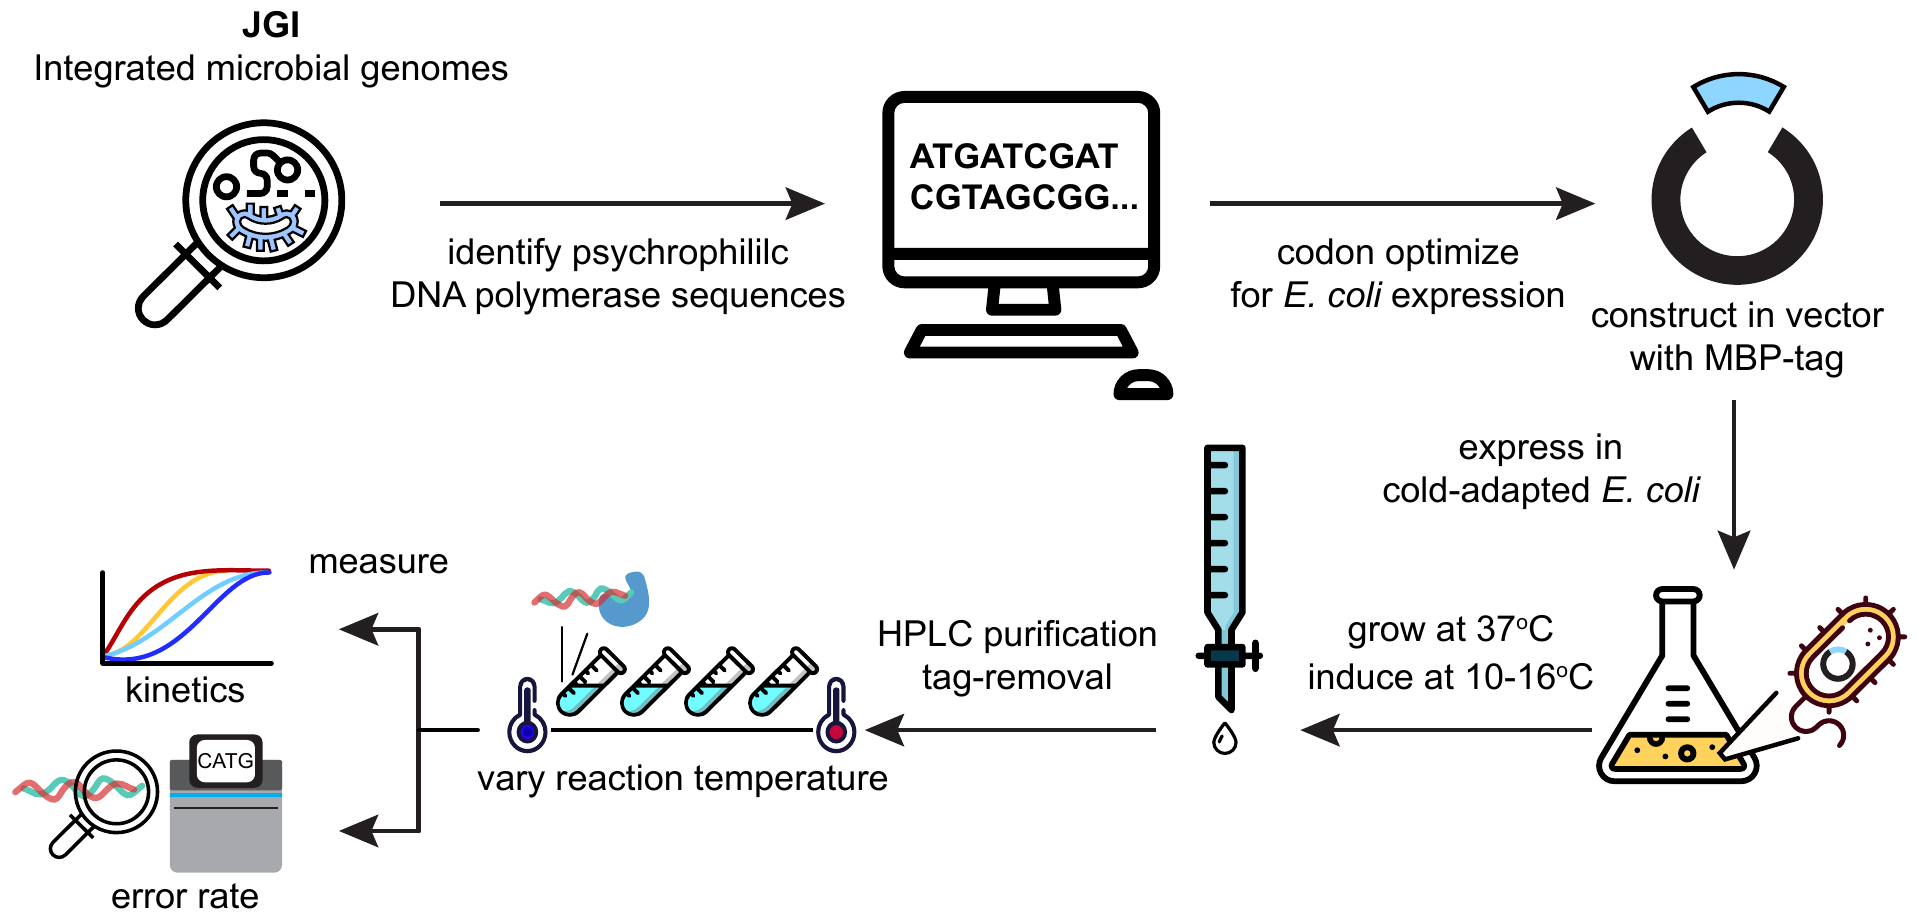 JGI
Integrated microbial genomes
identify psychrophililc
DNA polymerase sequences
ATGATCGAT
CGTAGCGG...
codon optimize
for E. coli expression
construct in vector
with MBP-tag
express in
cold-adapted E. coli
grow at 37ºC
induce at 10-16ºC
HPLC purification
tag-removal
vary reaction temperature
measure
kinetics
CATG
error rate